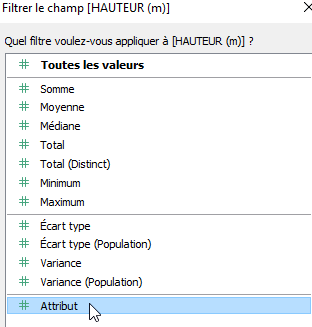 Filtrer le champ [HAUTEUR (m)]
Quel filtre voulez-vous appliquer à [HAUTEUR (m)] ?
Toutes les valeurs
Somme
Moyenne
Médiane
Total
Total (Distinct)
Minimum
Maximum
Écart type
Écart type (Population)
Variance
Variance (Population)
Attribut